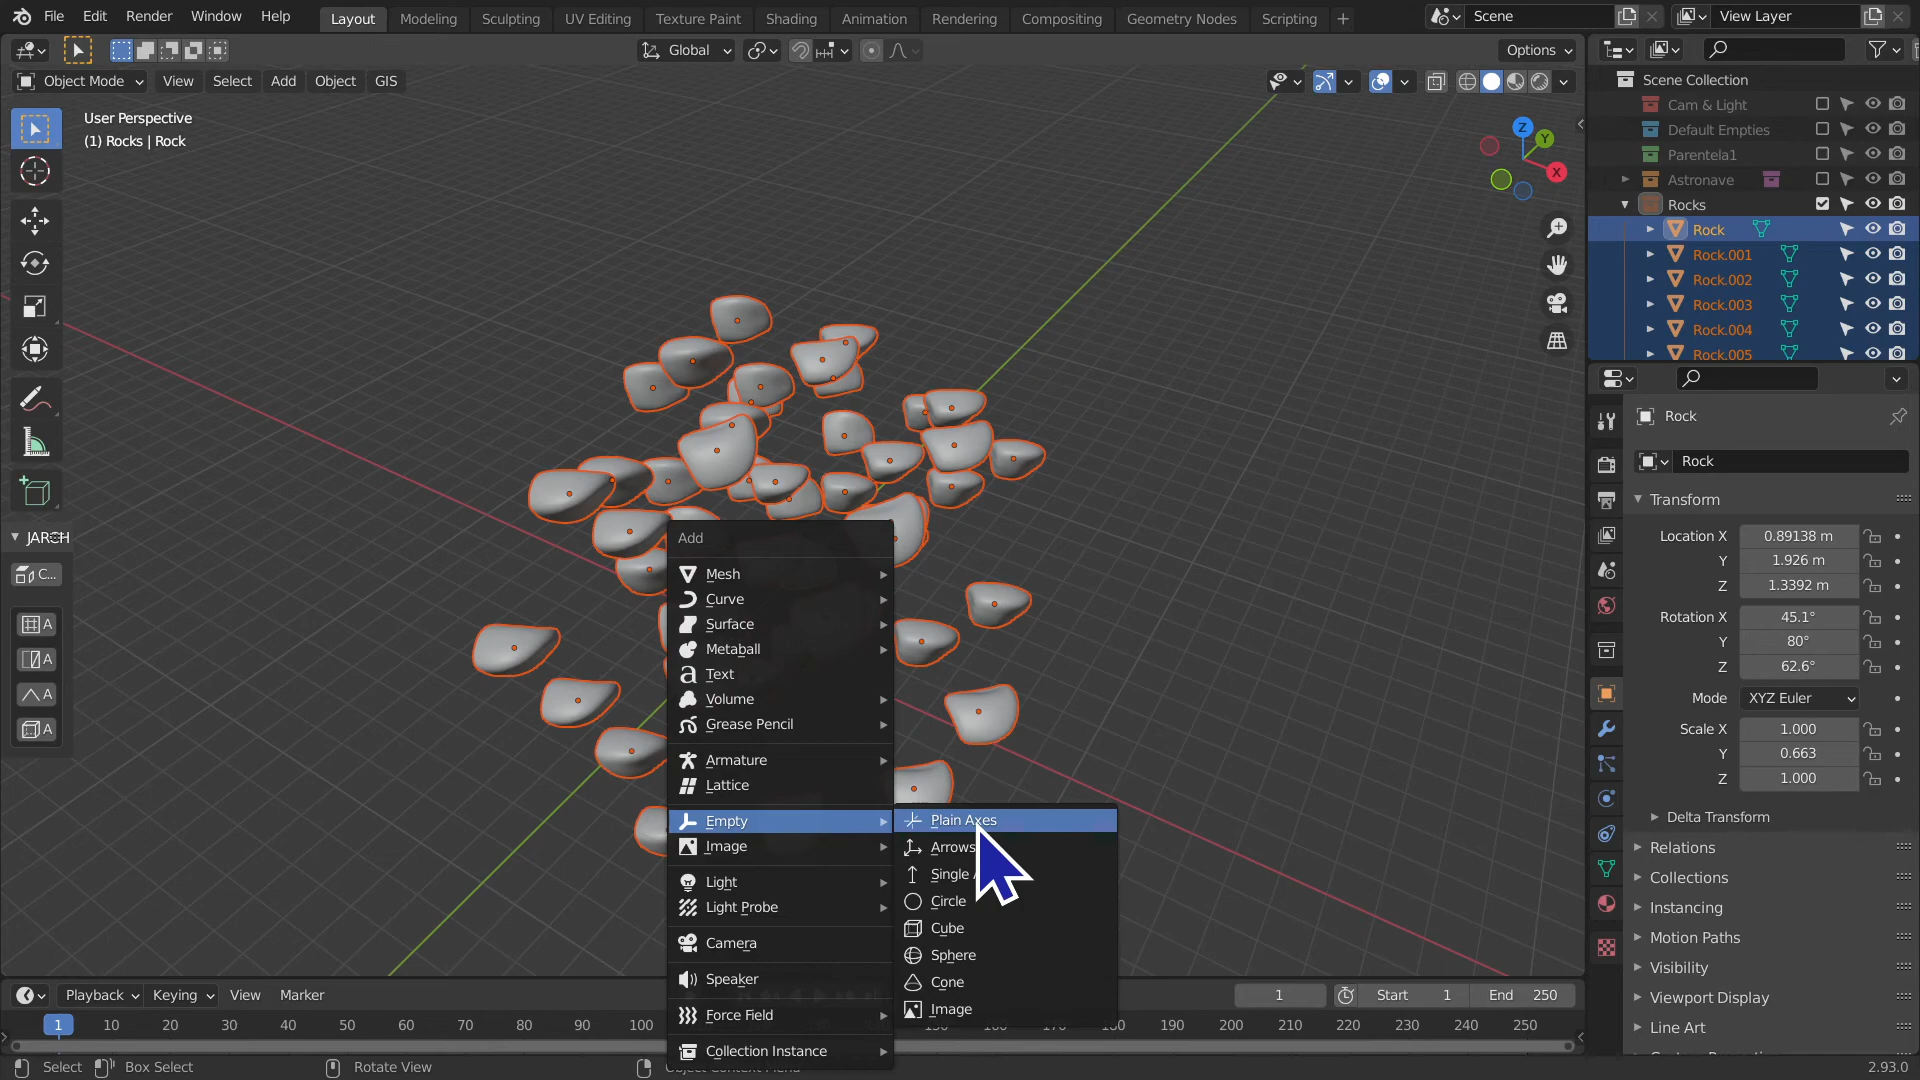 File Edit Render Window Help Layout Modeling Sculpting UV Editing Texture Paint Shading Animation Rendering Compositing Geometry Nodes Scripting + Scene View Layer
Global Options
Object Mode View Select Add Object GIS
User Perspective
(1) Rocks | Rock
Z
Y
X
Scene Collection
Cam & Light
Default Empties
Parentela1
Astronave
Rocks
Rock
Rock.001
Rock.002
Rock.003
Rock.004
Rock.005
C...
A
A
A
A
Add
Mesh
Curve
Surface
Metaball
Text
Volume
Grease Pencil
Armature
Lattice
Empty
Image
Light
Light Probe
Camera
Speaker
Force Field
Collection Instance
Plain Axes
Arrows
Single
Circle
Cube
Sphere
Cone
Image
Rock
Rock
Transform
Location X 0.89138 m
Y 1.926 m
Z 1.3392 m
Rotation X 45.1°
Y 80°
Z 62.6°
Mode XYZ Euler
Scale X 1.000
Y 0.663
Z 1.000
Delta Transform
Relations
Collections
Instancing
Motion Paths
Visibility
Viewport Display
Line Art
Playback Keying View Marker 1 Start 1 End 250
1 10 20 30 40 50 60 70 80 90 100 170 180 190 200 210 220 230 240 250
Select Box Select Rotate View 2.93.0